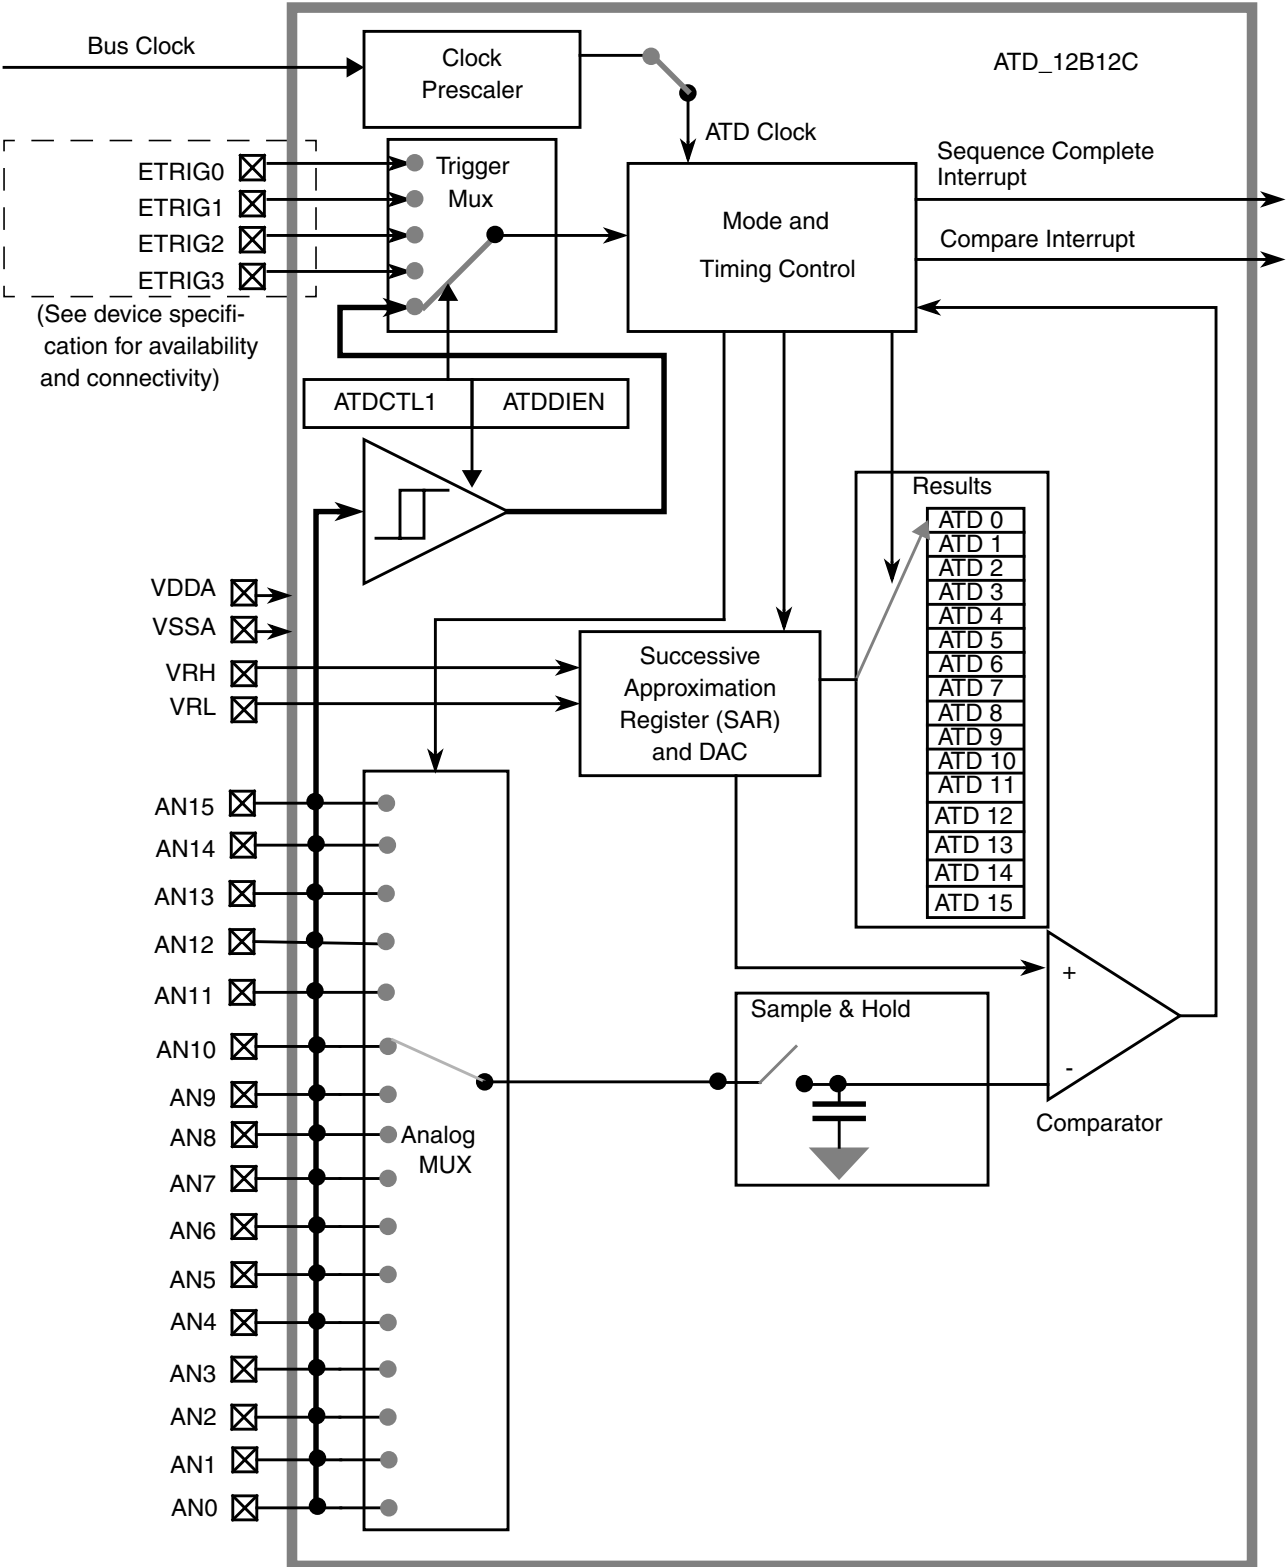 Bus Clock
Clock
Prescaler
ATD_12B12C
ATD Clock
ETRIG0
ETRIG1
ETRIG2
ETRIG3
(See device specifi-
cation for availability
and connectivity)
Trigger
Mux
Mode and
Timing Control
Sequence Complete
Interrupt
Compare Interrupt
ATDCTL1
ATDDIEN
Results
ATD 0
ATD 1
ATD 2
ATD 3
ATD 4
ATD 5
ATD 6
ATD 7
ATD 8
ATD 9
ATD 10
ATD 11
ATD 12
ATD 13
ATD 14
ATD 15
VDDA
VSSA
VRH
VRL
Successive
Approximation
Register (SAR)
and DAC
AN15
AN14
AN13
AN12
AN11
AN10
AN9
AN8
AN7
AN6
AN5
AN4
AN3
AN2
AN1
AN0
Analog
MUX
Sample & Hold
+
-
Comparator